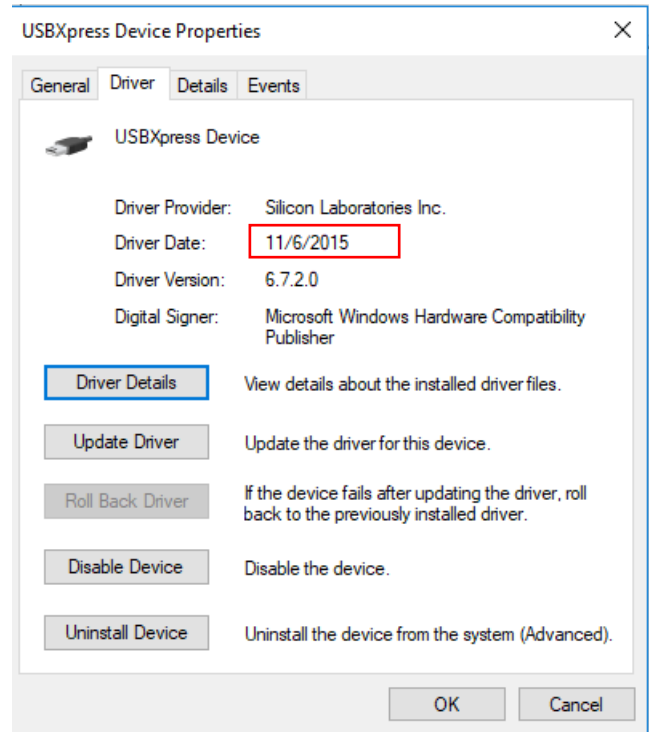 USBXpress Device Properties
General Driver Details Events
USBXpress Device
Driver Provider: Silicon Laboratories Inc.
Driver Date: 11/6/2015
Driver Version: 6.7.2.0
Digital Signer: Microsoft Windows Hardware Compatibility
Publisher
Driver Details View details about the installed driver files.
Update Driver Update the driver for this device.
Roll Back Driver If the device fails after updating the driver, roll
back to the previously installed driver.
Disable Device Disable the device.
Uninstall Device Uninstall the device from the system (Advanced).
OK Cancel